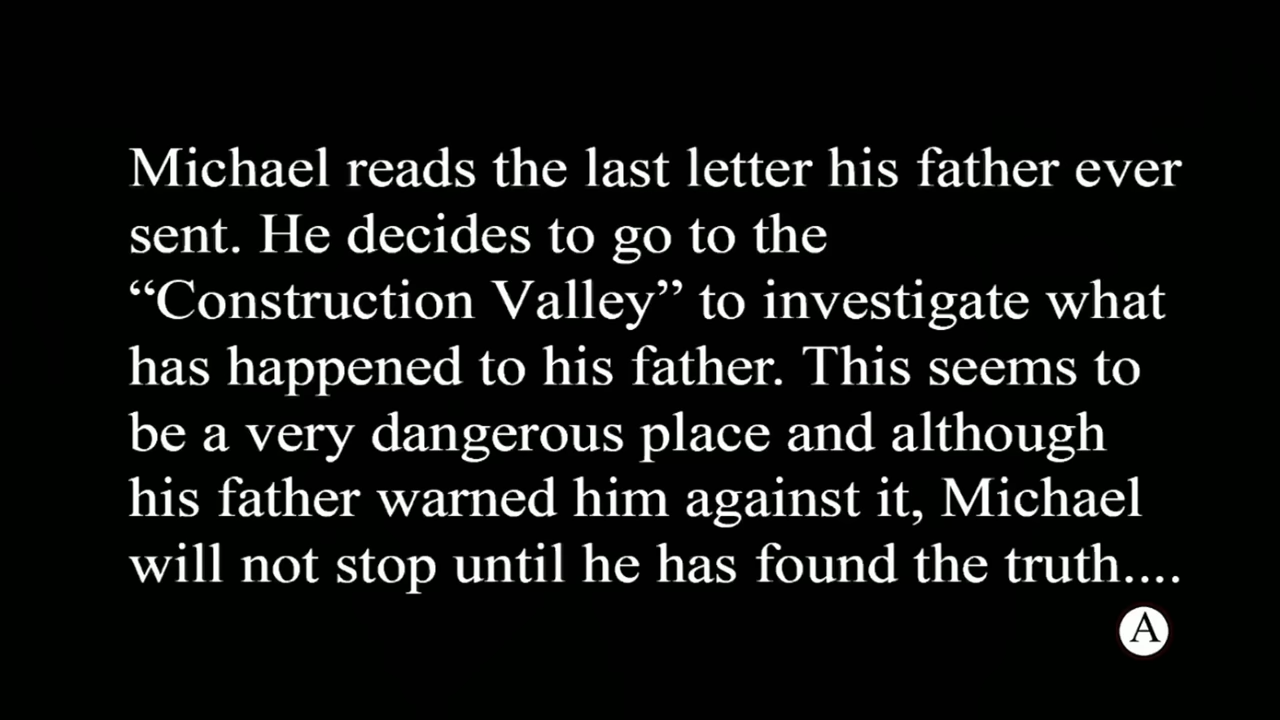 Michael reads the last letter his father ever
sent. He decides to go to the
“Construction Valley” to investigate what
has happened to his father. This seems to
be a very dangerous place and although
his father warned him against it, Michael
will not stop until he has found the truth....
A